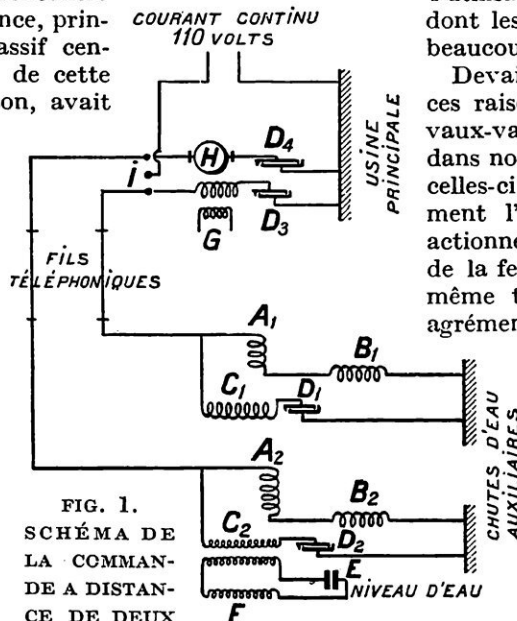 ance, prin-
assif cen-
de cette
on, avait
dont les
beaucou
Devai
ces raise
vaux-va
dans no
celles-ci
ment l'
actionne
de la fe
même t
agrémen
COURANT CONTINU
110 VOLTS
H
D4
i
G
D3
USINE
PRINCIPALE
FILS
TÉLÉPHONIQUES
A1
B1
C1
D1
A2
B2
C2
D2
E
NIVEAU D'EAU
F
CHUTES D'EAU
AUXILIAIRES
FIG. 1.
SCHÉMA DE
LA COMMAN-
DE A DISTAN-
CE DE DEUX